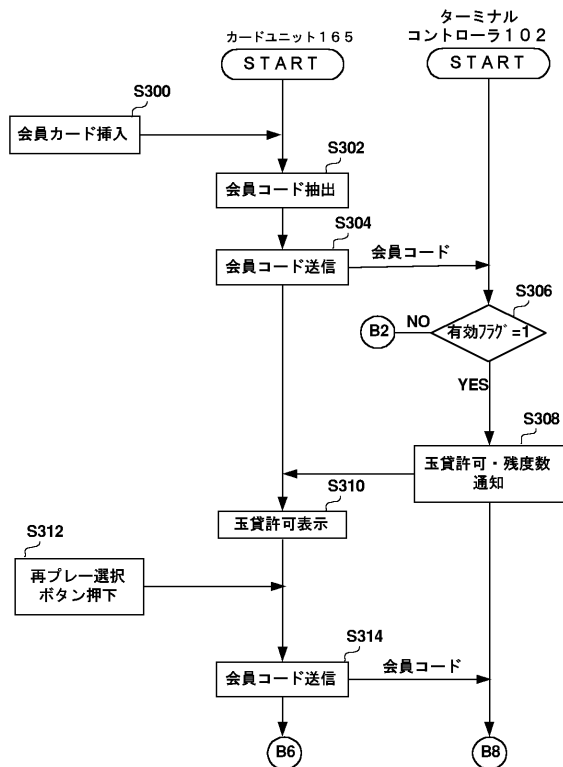 カードユニット165
START
ターミナル
コントローラ102
START
S300
会員カード挿入
S302
会員コード抽出
S304
会員コード送信
会員コード
S306
有効フラグ=1
NO
B2
YES
S308
玉貸許可・残度数
通知
S310
玉貸許可表示
S312
再プレー選択
ボタン押下
S314
会員コード送信
会員コード
B6
B8